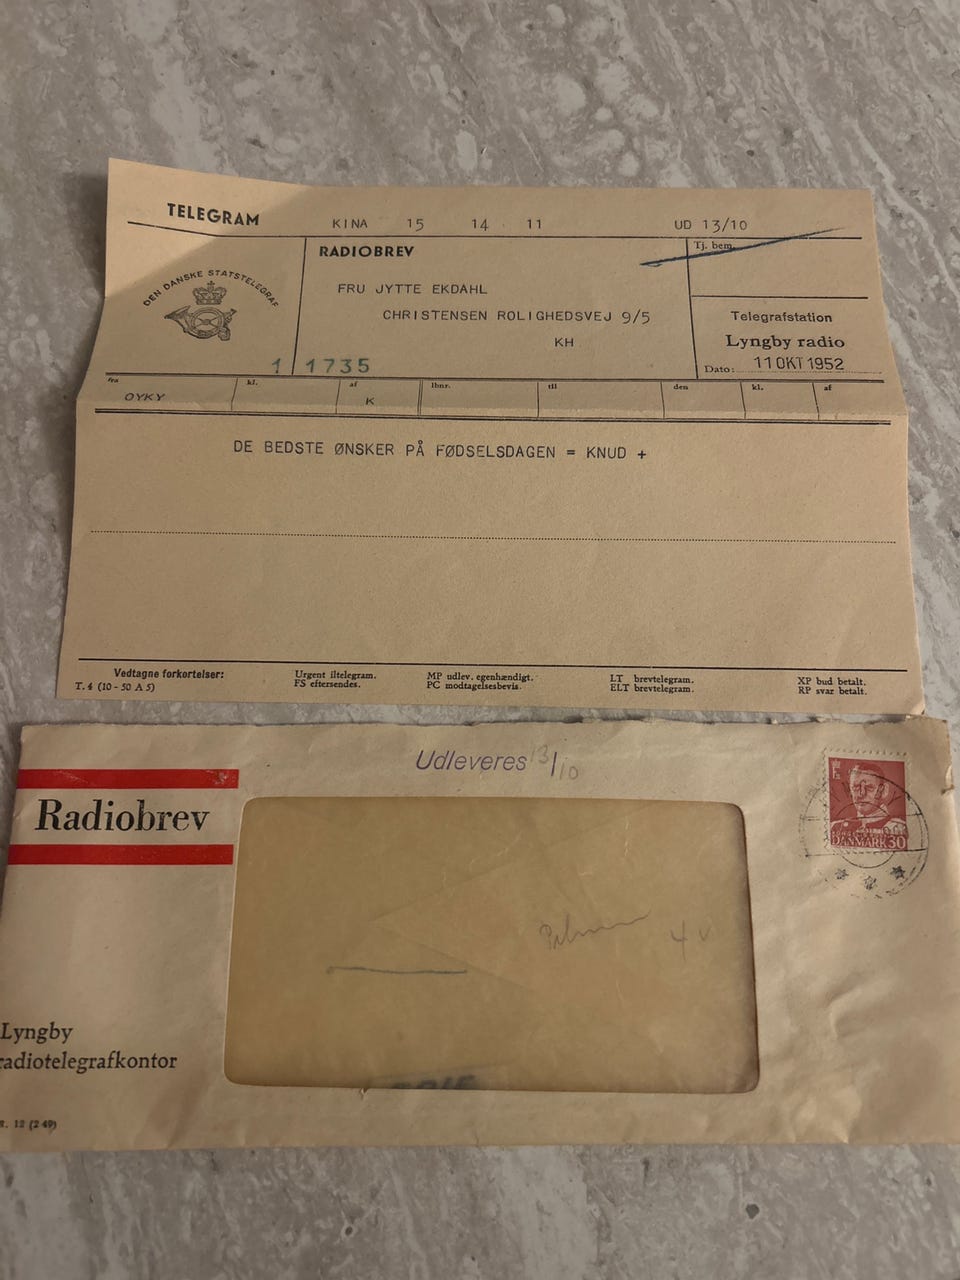 TELEGRAM KINA 15 14 11 UD 13/10
DEN DANSKE STATSTELEGRAF
RADIOBREV
Tj. bem.
FRU JYTTE EKDAHL
CHRISTENSEN ROLIGHEDSVEJ 9/5
KH
Telegrafstation
Lyngby radio
Dato: 11 OKT 1952
1 1735
fra kl. af lbnr. til den kl. af
OYKY K
DE BEDSTE ØNSKER PÅ FØDSELSDAGEN = KNUD +
Vedtagne forkortelser:
T. 4 (10 - 50 A 5)
Urgent iltelegram.
FS eftersendes.
MP udlev. egenhændigt.
PC modtagelsesbevis.
LT brevtelegram.
ELT brevtelegram.
XP bud betalt.
RP svar betalt.
Udleveres 13/10
Radiobrev
DANMARK 30
4 v
Lyngby
radiotelegrafkontor
R. 12 (2 49)